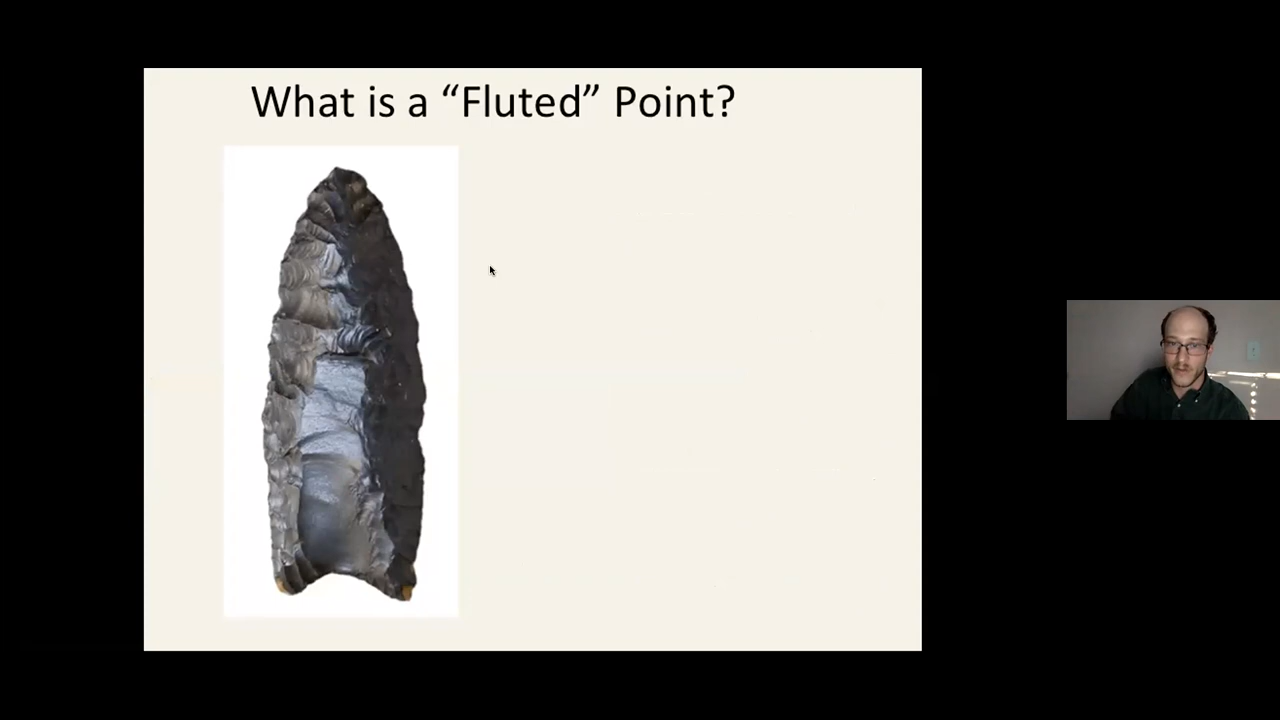 What is a “Fluted” Point?